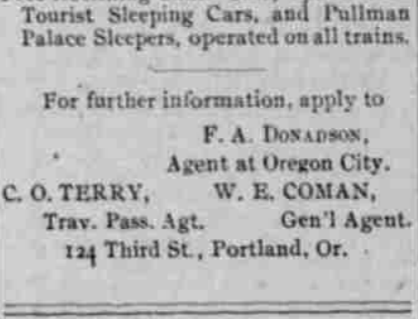 Tourist Sleeping Cars, and Pullman
Palace Sleepers, operated on all trains.
For further information, apply to
F. A. DONADSON,
Agent at Oregon City.
C. O. TERRY, W. E. COMAN,
Trav. Pass. Agt. Gen'l Agent.
124 Third St., Portland, Or.